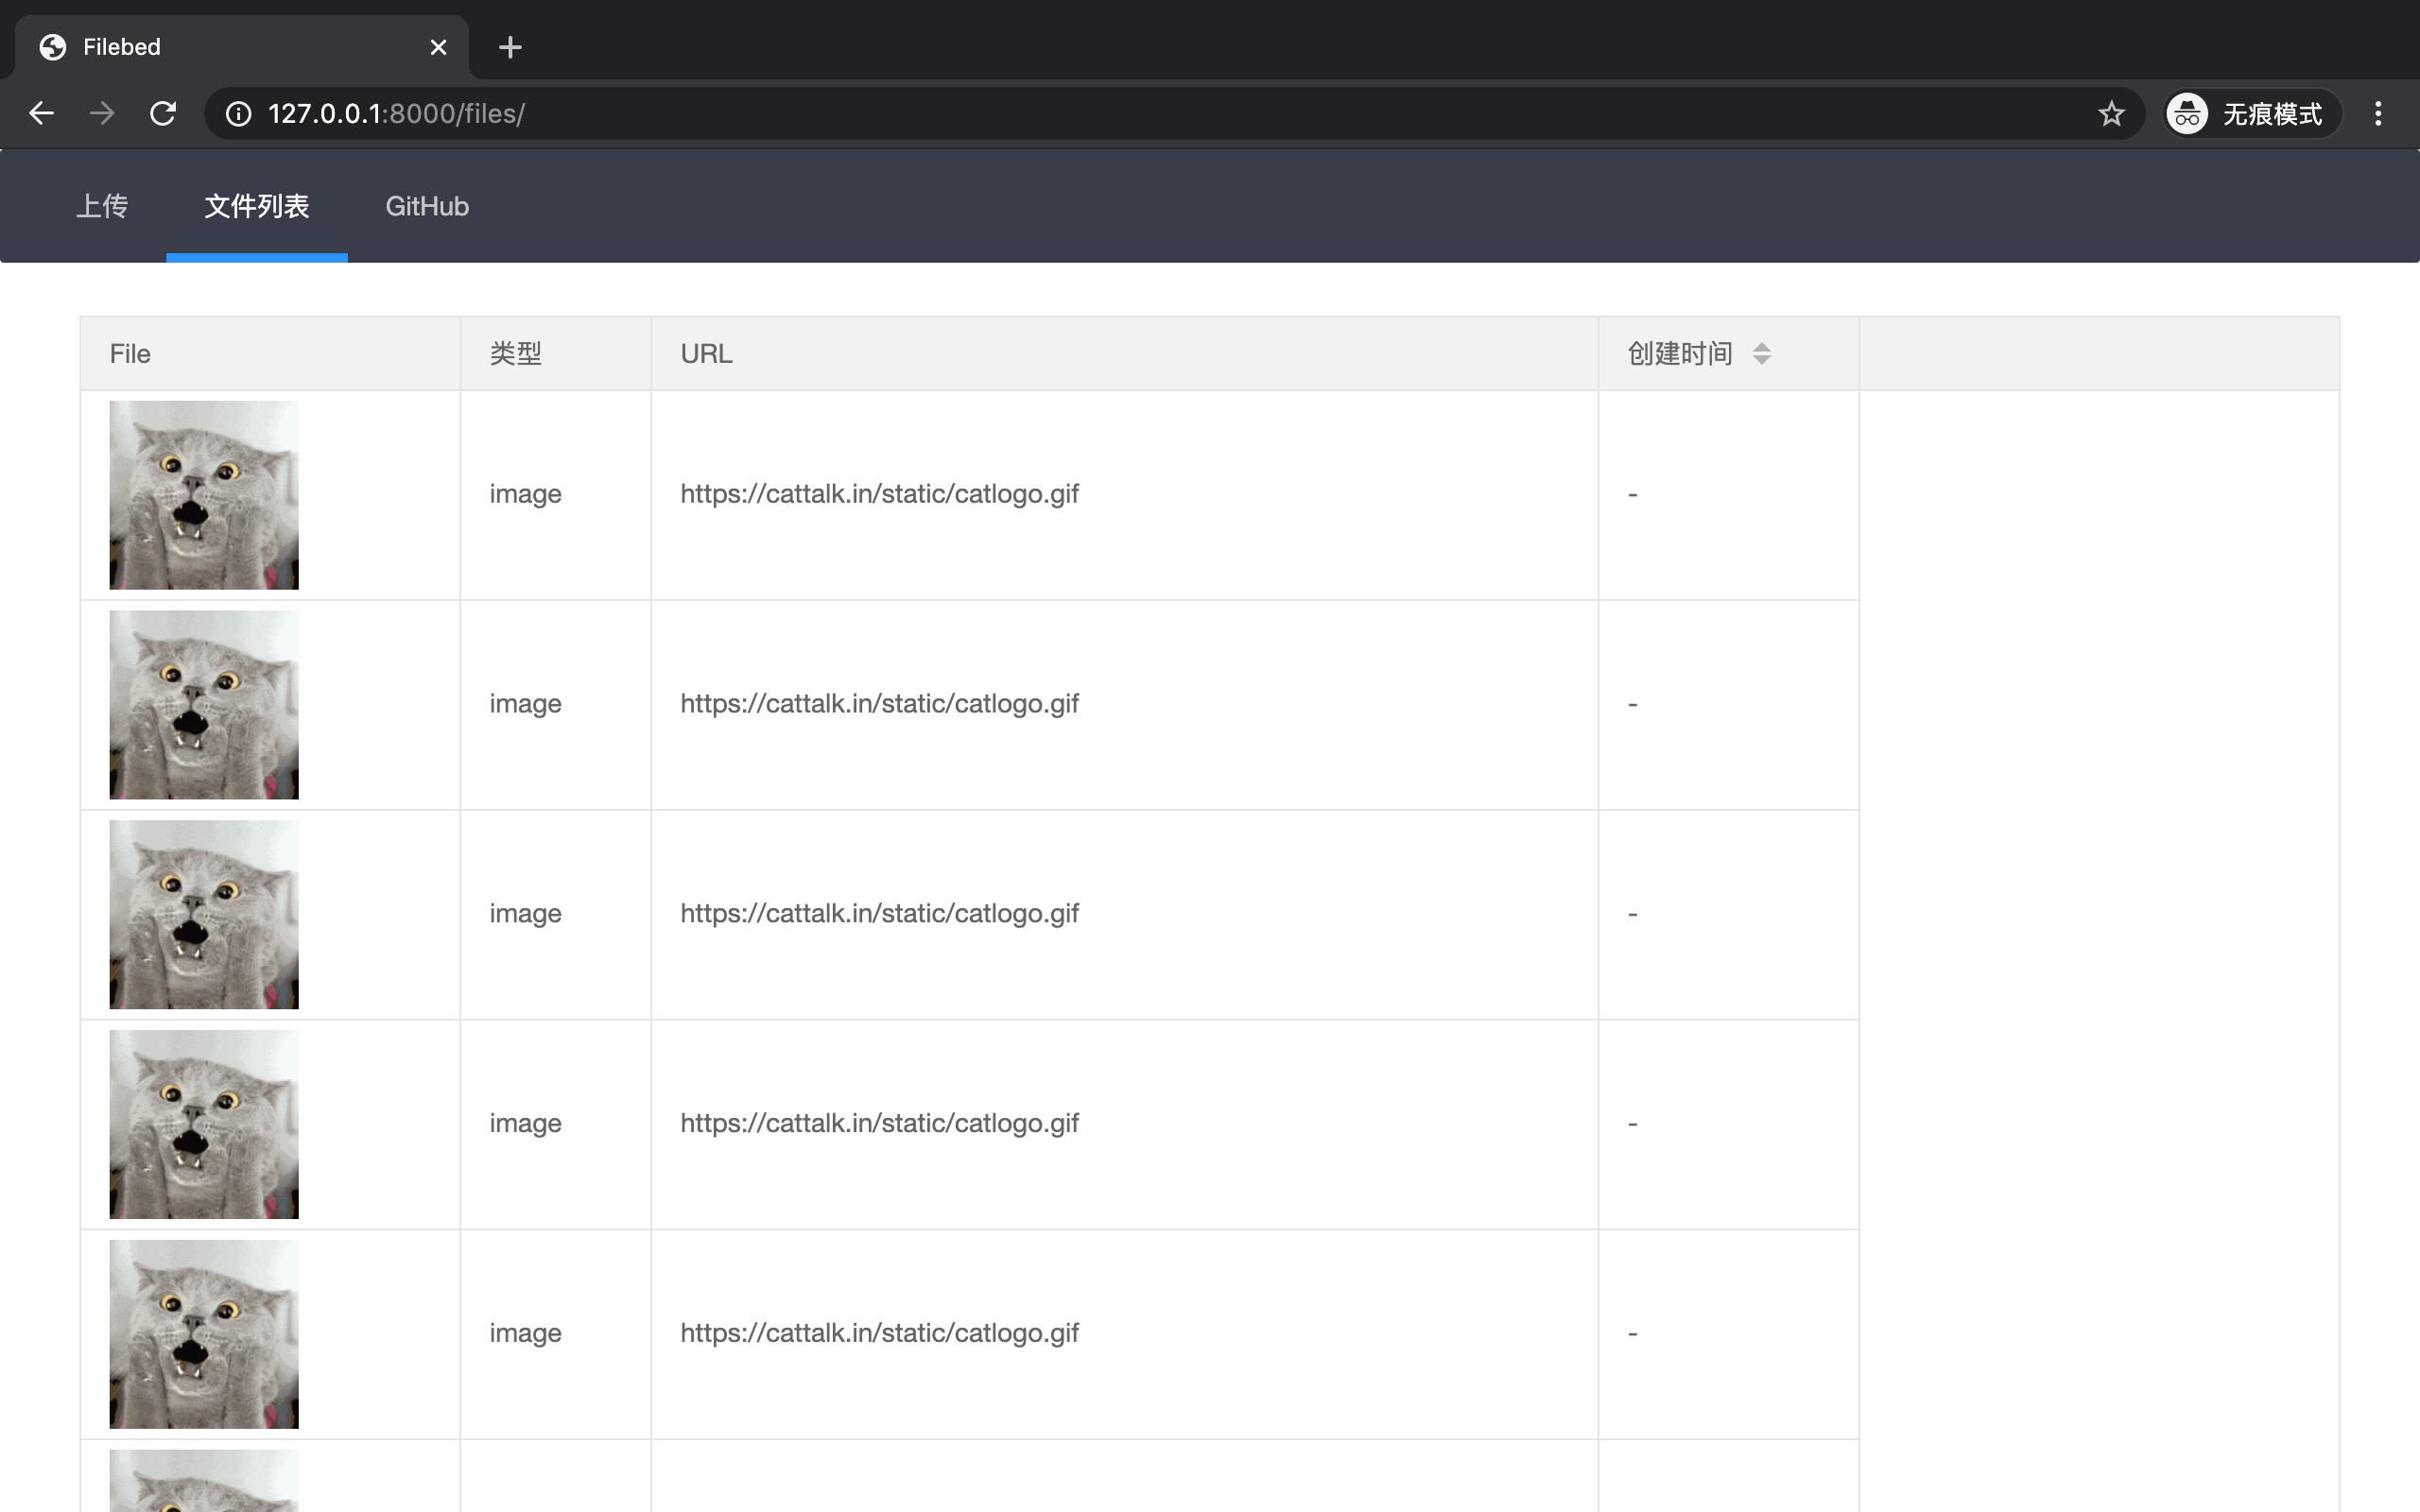 Filebed
127.0.0.1:8000/files/
无痕模式
上传 文件列表 GitHub
File 类型 URL 创建时间
image https://cattalk.in/static/catlogo.gif -
image https://cattalk.in/static/catlogo.gif -
image https://cattalk.in/static/catlogo.gif -
image https://cattalk.in/static/catlogo.gif -
image https://cattalk.in/static/catlogo.gif -